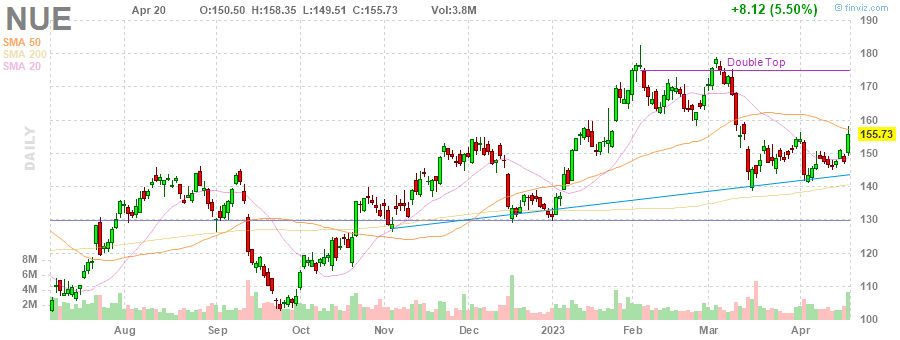 NUE
Apr 20 O:150.50 H:158.35 L:149.51 C:155.73 Vol:3.8M +8.12 (5.50%)
finviz.com
SMA 50
SMA 200
SMA 20
DAILY
Double Top
190
180
170
160
155.73
150
140
130
120
110
100
8M
6M
4M
2M
Aug Sep Oct Nov Dec 2023 Feb Mar Apr